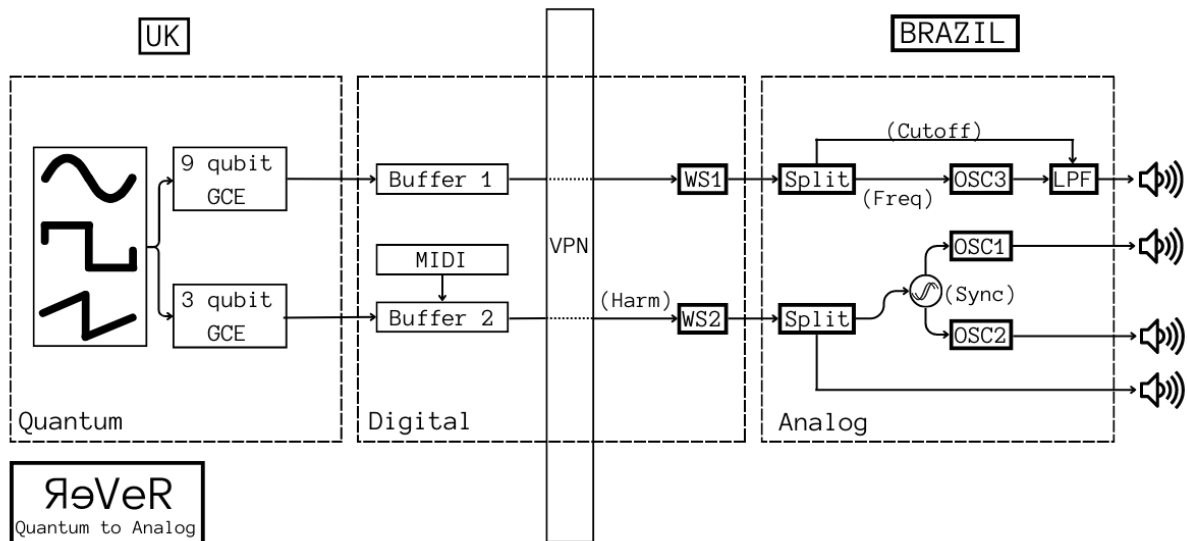 UK
BRAZIL
9 qubit
GCE
3 qubit
GCE
Quantum
Buffer 1
MIDI
Buffer 2
Digital
VPN
(Harm)
WS1
WS2
(Cutoff)
Split
(Freq)
OSC3
LPF
OSC1
(Sync)
Split
OSC2
Analog
ЯǝVeR
Quantum to Analog